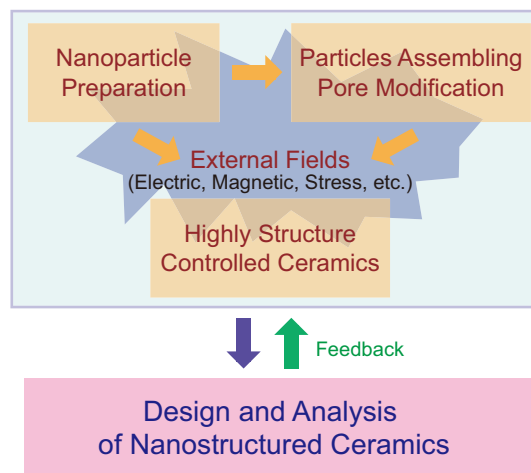 Nanoparticle
Preparation
Particles Assembling
Pore Modification
External Fields
(Electric, Magnetic, Stress, etc.)
Highly Structure
Controlled Ceramics
Feedback
Design and Analysis
of Nanostructured Ceramics